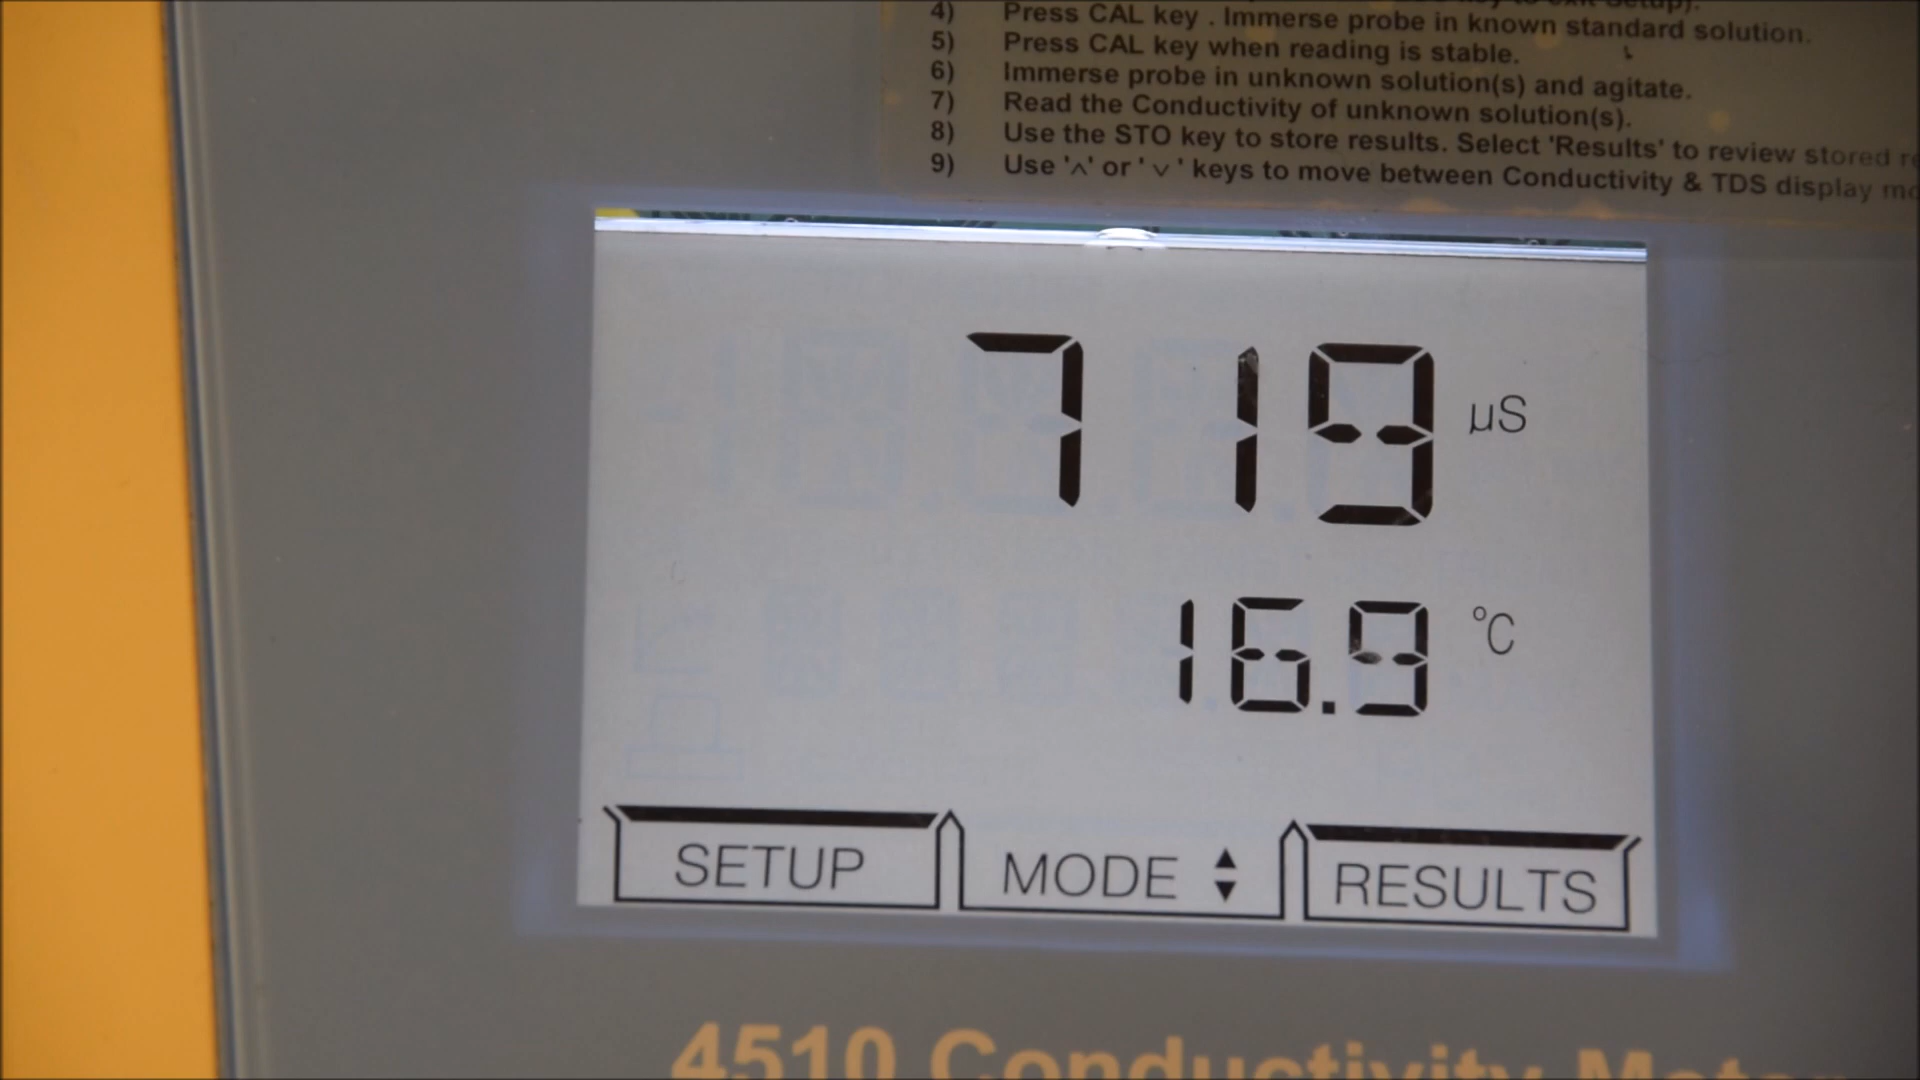 4) Press CAL key . Immerse probe in known standard solution.
5) Press CAL key when reading is stable.
6) Immerse probe in unknown solution(s) and agitate.
7) Read the Conductivity of unknown solution(s).
8) Use the STO key to store results. Select 'Results' to review stored
9) Use '∧' or '∨' keys to move between Conductivity & TDS display
719 µS
16.9 °C
SETUP MODE RESULTS
4510 Conductivity Meter